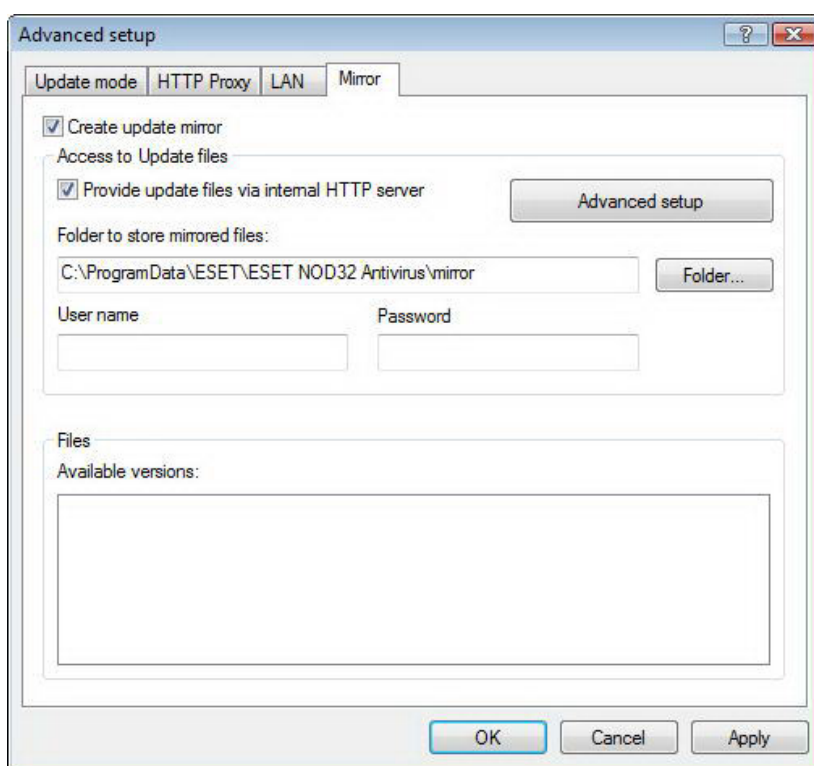 Advanced setup
Update mode HTTP Proxy LAN Mirror
Create update mirror
Access to Update files
Provide update files via internal HTTP server
Advanced setup
Folder to store mirrored files:
C:\ProgramData\ESET\ESET NOD32 Antivirus\mirror
Folder...
User name Password
Files
Available versions:
OK Cancel Apply